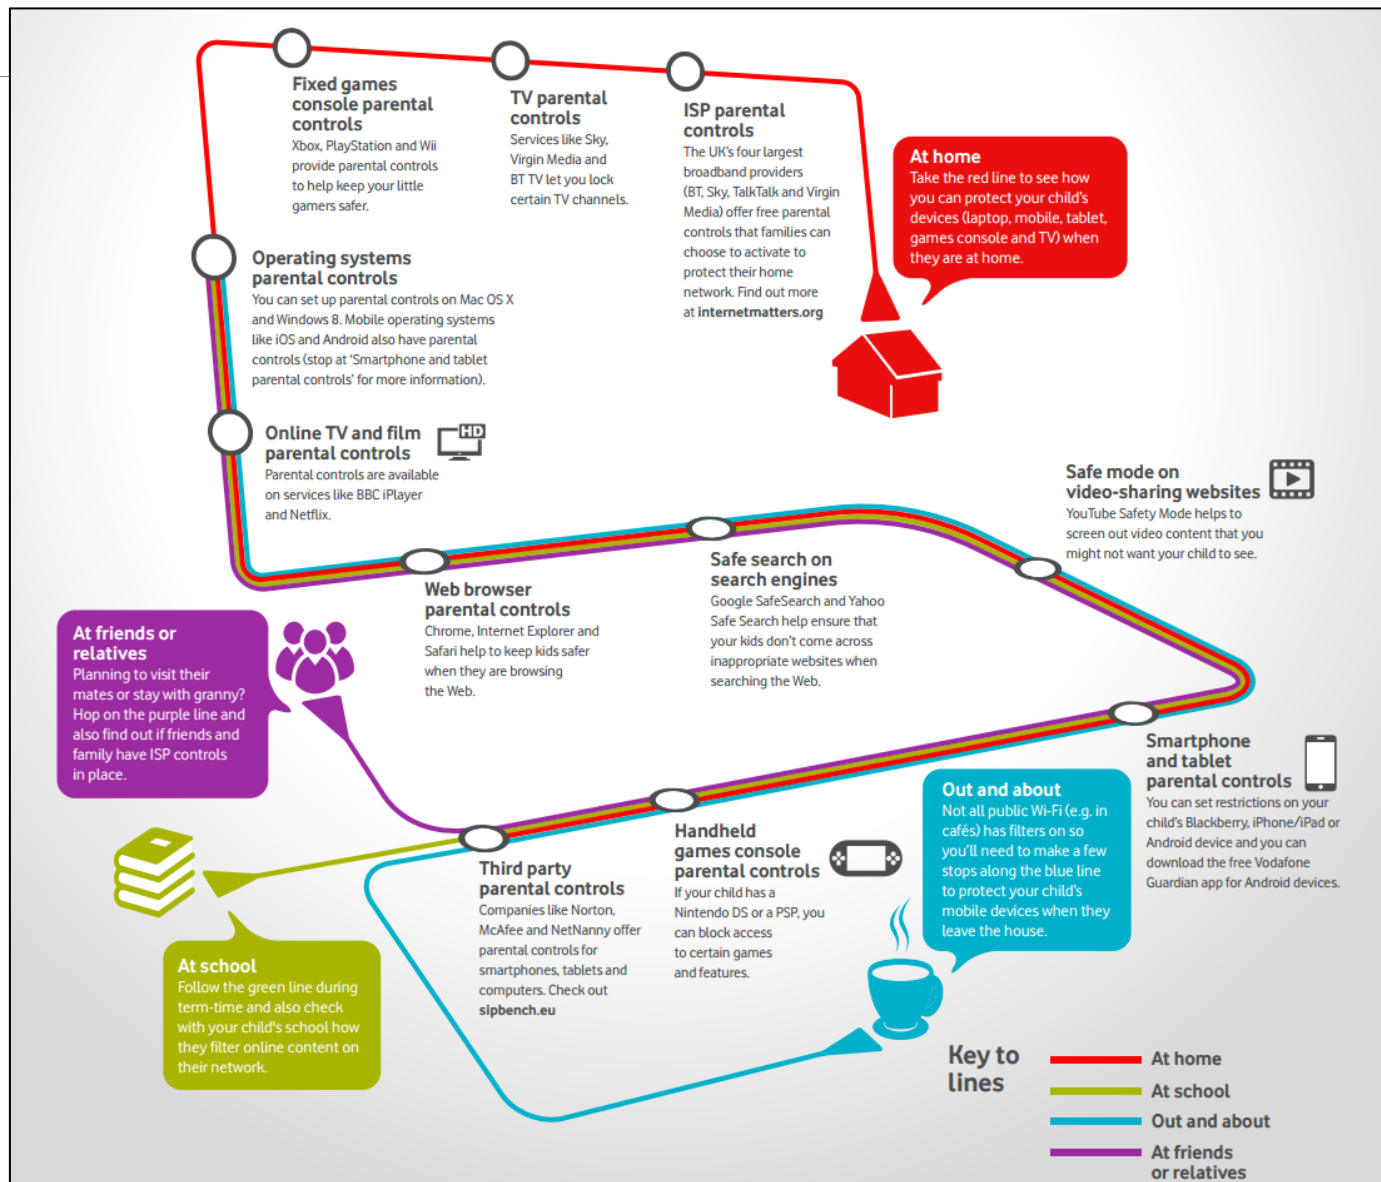 Fixed games
console parental
controls
Xbox, PlayStation and Wii
provide parental controls
to help keep your little
gamers safer.
TV parental
controls
Services like Sky,
Virgin Media and
BT TV let you lock
certain TV channels.
ISP parental
controls
The UK's four largest
broadband providers
(BT, Sky, TalkTalk and Virgin
Media) offer free parental
controls that families can
choose to activate to
protect their home
network. Find out more
at internetmatters.org
At home
Take the red line to see how
you can protect your child's
devices (laptop, mobile, tablet,
games console and TV) when
they are at home.
Operating systems
parental controls
You can set up parental controls on Mac OS X
and Windows 8. Mobile operating systems
like iOS and Android also have parental
controls (stop at 'Smartphone and tablet
parental controls' for more information).
Online TV and film
parental controls
HD
Parental controls are available
on services like BBC iPlayer
and Netflix.
Safe mode on
video-sharing websites
YouTube Safety Mode helps to
screen out video content that you
might not want your child to see.
Web browser
parental controls
Chrome, Internet Explorer and
Safari help to keep kids safer
when they are browsing
the Web.
Safe search on
search engines
Google SafeSearch and Yahoo
Safe Search help ensure that
your kids don't come across
inappropriate websites when
searching the Web.
At friends or
relatives
Planning to visit their
mates or stay with granny?
Hop on the purple line and
also find out if friends and
family have ISP controls
in place.
Smartphone
and tablet
parental controls
You can set restrictions on your
child's Blackberry, iPhone/iPad or
Android device and you can
download the free Vodafone
Guardian app for Android devices.
Out and about
Not all public Wi-Fi (e.g. in
cafés) has filters on so
you'll need to make a few
stops along the blue line
to protect your child's
mobile devices when they
leave the house.
Handheld
games console
parental controls
If your child has a
Nintendo DS or a PSP, you
can block access
to certain games
and features.
Third party
parental controls
Companies like Norton,
McAfee and NetNanny offer
parental controls for
smartphones, tablets and
computers. Check out
sipbench.eu
At school
Follow the green line during
term-time and also check
with your child's school how
they filter online content on
their network.
Key to
lines
At home
At school
Out and about
At friends
or relatives